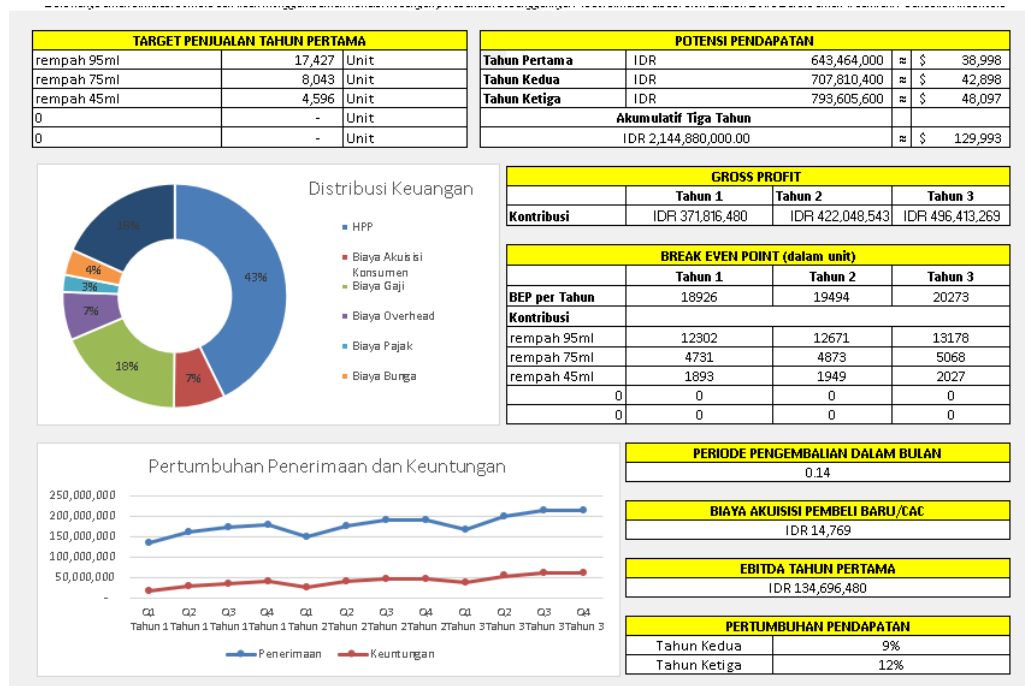 TARGET PENJUALAN TAHUN PERTAMA
rempah 95ml 17,427 Unit
rempah 75ml 8,043 Unit
rempah 45ml 4,596 Unit
0 - Unit
0 - Unit
POTENSI PENDAPATAN
Tahun Pertama IDR 643,464,000 ≈ $ 38,998
Tahun Kedua IDR 707,810,400 ≈ $ 42,898
Tahun Ketiga IDR 793,605,600 ≈ $ 48,097
Akumulatif Tiga Tahun
IDR 2,144,880,000.00 ≈ $ 129,993
Distribusi Keuangan
43%
7%
18%
7%
3%
4%
HPP
Biaya Akuisisi
Konsumen
Biaya Gaji
Biaya Overhead
Biaya Pajak
Biaya Bunga
GROSS PROFIT
Tahun 1 Tahun 2 Tahun 3
Kontribusi IDR 371,816,480 IDR 422,048,543 IDR 496,413,269
BREAK EVEN POINT (dalam unit)
Tahun 1 Tahun 2 Tahun 3
BEP per Tahun 18926 19494 20273
Kontribusi
rempah 95ml 12302 12671 13178
rempah 75ml 4731 4873 5068
rempah 45ml 1893 1949 2027
0 0 0 0
0 0 0 0
Pertumbuhan Penerimaan dan Keuntungan
250,000,000
200,000,000
150,000,000
100,000,000
50,000,000
-
Q1 Q2 Q3 Q4 Q1 Q2 Q3 Q4 Q1 Q2 Q3 Q4
Tahun 1 Tahun 1 Tahun 1 Tahun 1 Tahun 2 Tahun 2 Tahun 2 Tahun 2 Tahun 3 Tahun 3 Tahun 3 Tahun 3
Penerimaan Keuntungan
PERIODE PENGEMBALIAN DALAM BULAN
0.14
BIAYA AKUISISI PEMBELI BARU/CAC
IDR 14,769
EBITDA TAHUN PERTAMA
IDR 134,696,480
PERTUMBUHAN PENDAPATAN
Tahun Kedua 9%
Tahun Ketiga 12%